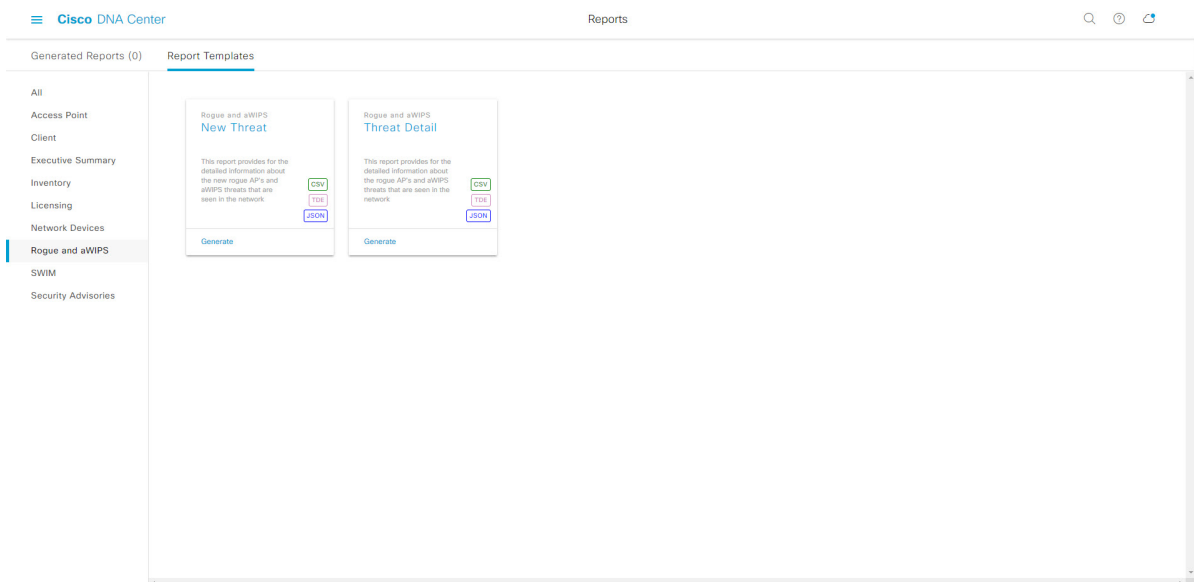 Cisco DNA Center
Reports
Generated Reports (0)
Report Templates
All
Access Point
Client
Executive Summary
Inventory
Licensing
Network Devices
Rogue and aWIPS
SWIM
Security Advisories
Rogue and aWIPS
New Threat
This report provides for the
detailed information about
the new rogue AP's and
aWIPS threats that are
seen in the network
CSV
TDE
JSON
Generate
Rogue and aWIPS
Threat Detail
This report provides for the
detailed information about
the rogue AP's and aWIPS
threats that are seen in the
network
CSV
TDE
JSON
Generate